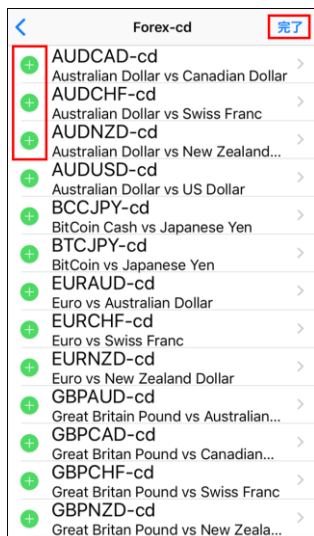 Forex-cd
完了
AUDCAD-cd
Australian Dollar vs Canadian Dollar
AUDCHF-cd
Australian Dollar vs Swiss Franc
AUDNZD-cd
Australian Dollar vs New Zealand...
AUDUSD-cd
Australian Dollar vs US Dollar
BCCJPY-cd
BitCoin Cash vs Japanese Yen
BTCJPY-cd
BitCoin vs Japanese Yen
EURAUD-cd
Euro vs Australian Dollar
EURCHF-cd
Euro vs Swiss Franc
EURNZD-cd
Euro vs New Zealand Dollar
GBPAUD-cd
Great Britain Pound vs Australian...
GBPCAD-cd
Great Britan Pound vs Canadian...
GBPCHF-cd
Great Britan Pound vs Swiss Franc
GBPNZD-cd
Great Britan Pound vs New Zeala...